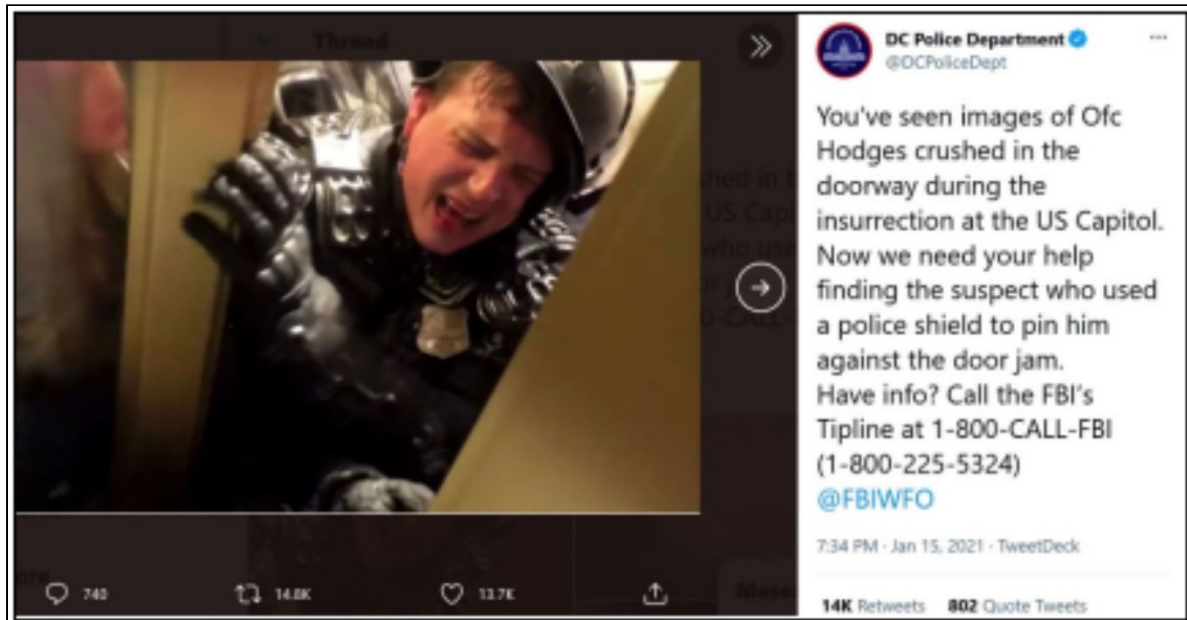 Thread
DC Police Department
@DCPoliceDept
You've seen images of Ofc
Hodges crushed in the
doorway during the
insurrection at the US Capitol.
Now we need your help
finding the suspect who used
a police shield to pin him
against the door jam.
Have info? Call the FBI's
Tipline at 1-800-CALL-FBI
(1-800-225-5324)
@FBIWFO
7:34 PM · Jan 15, 2021 · TweetDeck
740
14.8K
13.7K
14K Retweets 802 Quote Tweets